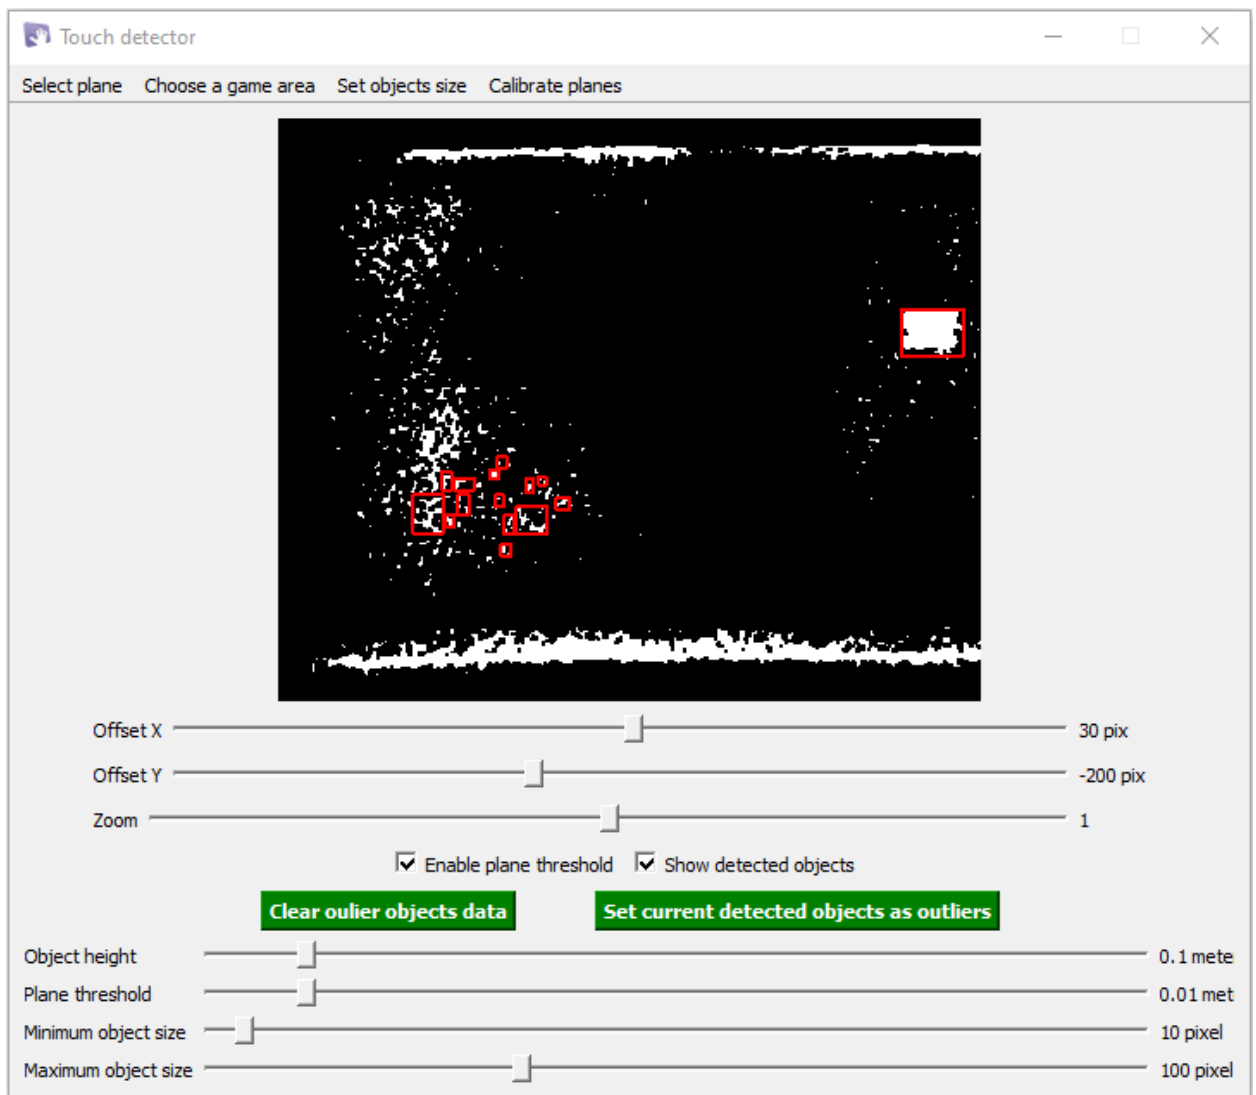 Touch detector
Select plane Choose a game area Set objects size Calibrate planes
Offset X 30 pix
Offset Y -200 pix
Zoom 1
Enable plane threshold Show detected objects
Clear oulier objects data Set current detected objects as outliers
Object height 0.1 mete
Plane threshold 0.01 met
Minimum object size 10 pixel
Maximum object size 100 pixel